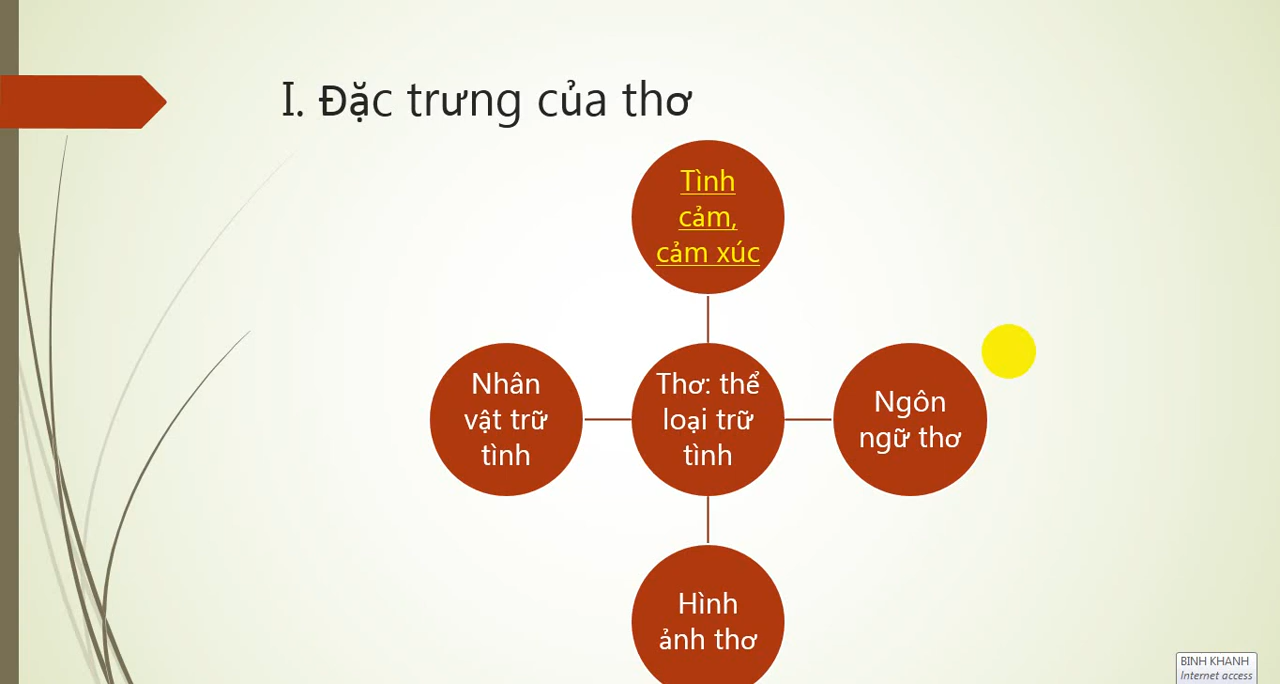 I. Đặc trưng của thơ
Tình
cảm,
cảm xúc
Nhân
vật trữ
tình
Thơ: thể
loại trữ
tình
Ngôn
ngữ thơ
Hình
ảnh thơ
BINH KHANH
Internet access